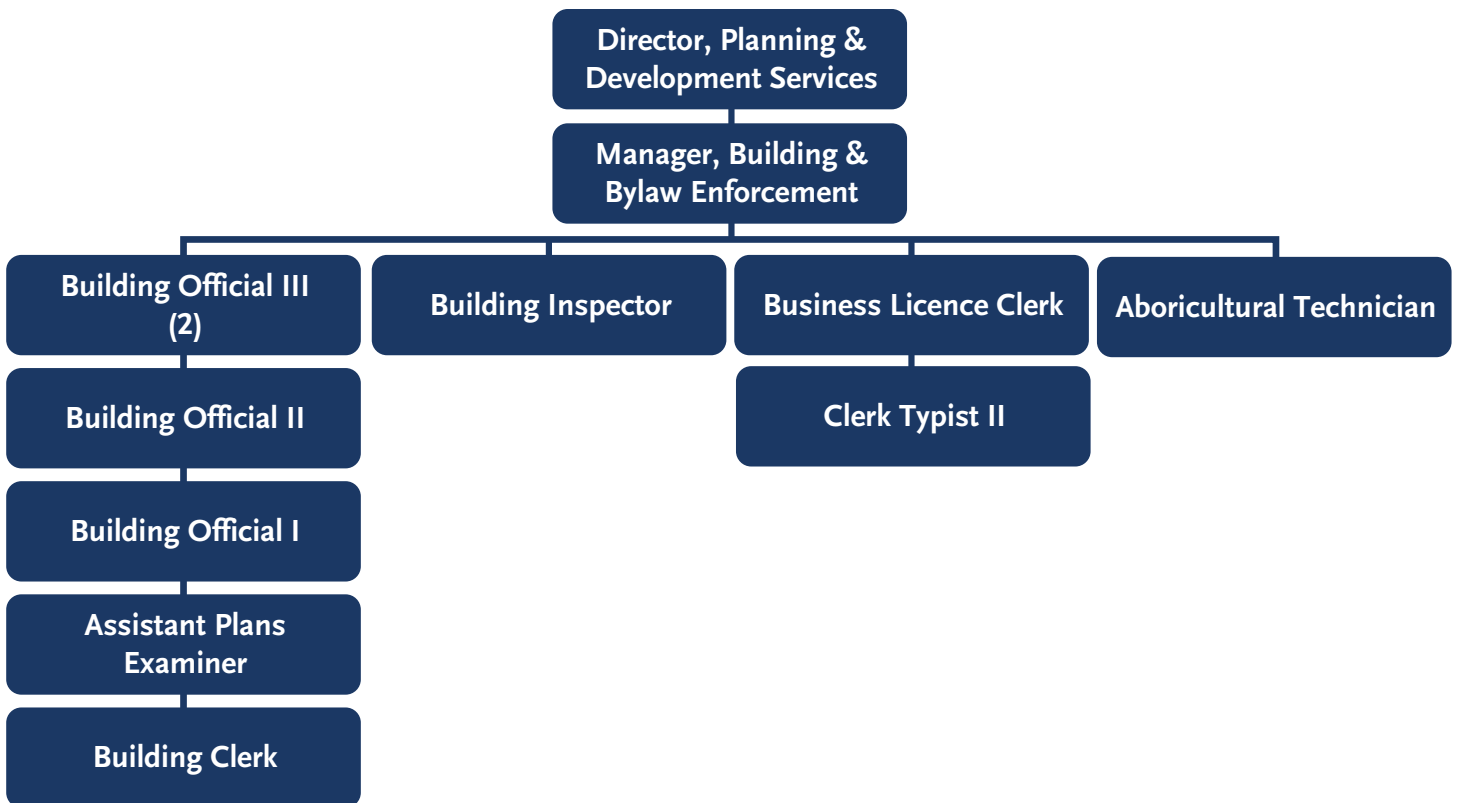 Director, Planning &
Development Services
Manager, Building &
Bylaw Enforcement
Building Official III
(2)
Building Inspector
Business Licence Clerk
Aboricultural Technician
Building Official II
Clerk Typist II
Building Official I
Assistant Plans
Examiner
Building Clerk